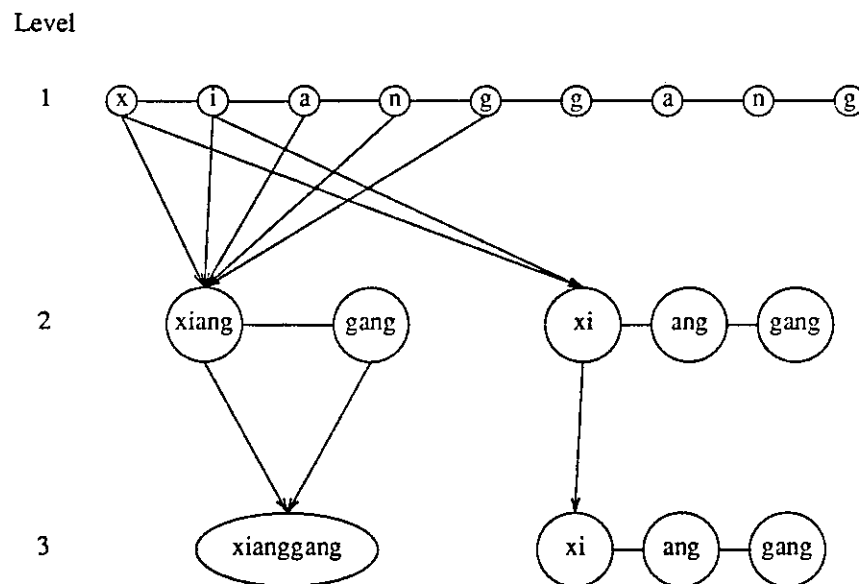 Level
1 x i a n g g a n g
2 xiang gang xi ang gang
3 xianggang xi ang gang